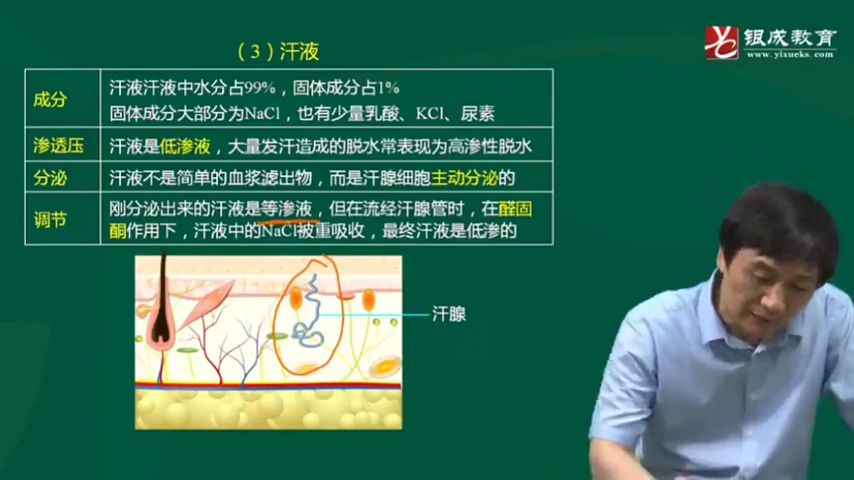 （3）汗液
银成教育
www.yixueks.com
成分
汗液汗液中水分占99%，固体成分占1%
固体成分大部分为NaCl，也有少量乳酸、KCl、尿素
渗透压
汗液是低渗液，大量发汗造成的脱水常表现为高渗性脱水
分泌
汗液不是简单的血浆滤出物，而是汗腺细胞主动分泌的
调节
刚分泌出来的汗液是等渗液，但在流经汗腺管时，在醛固
酮作用下，汗液中的NaCl被重吸收，最终汗液是低渗的
汗腺